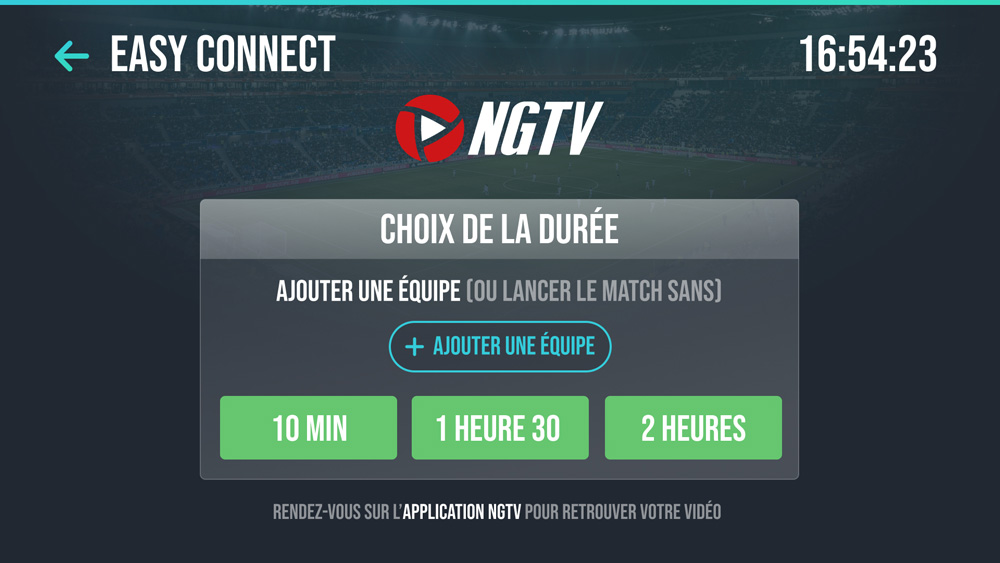 EASY CONNECT
16:54:23
NGTV
CHOIX DE LA DURÉE
AJOUTER UNE ÉQUIPE (OU LANCER LE MATCH SANS)
+ AJOUTER UNE ÉQUIPE
10 MIN
1 HEURE 30
2 HEURES
RENDEZ-VOUS SUR L'APPLICATION NGTV POUR RETROUVER VOTRE VIDÉO